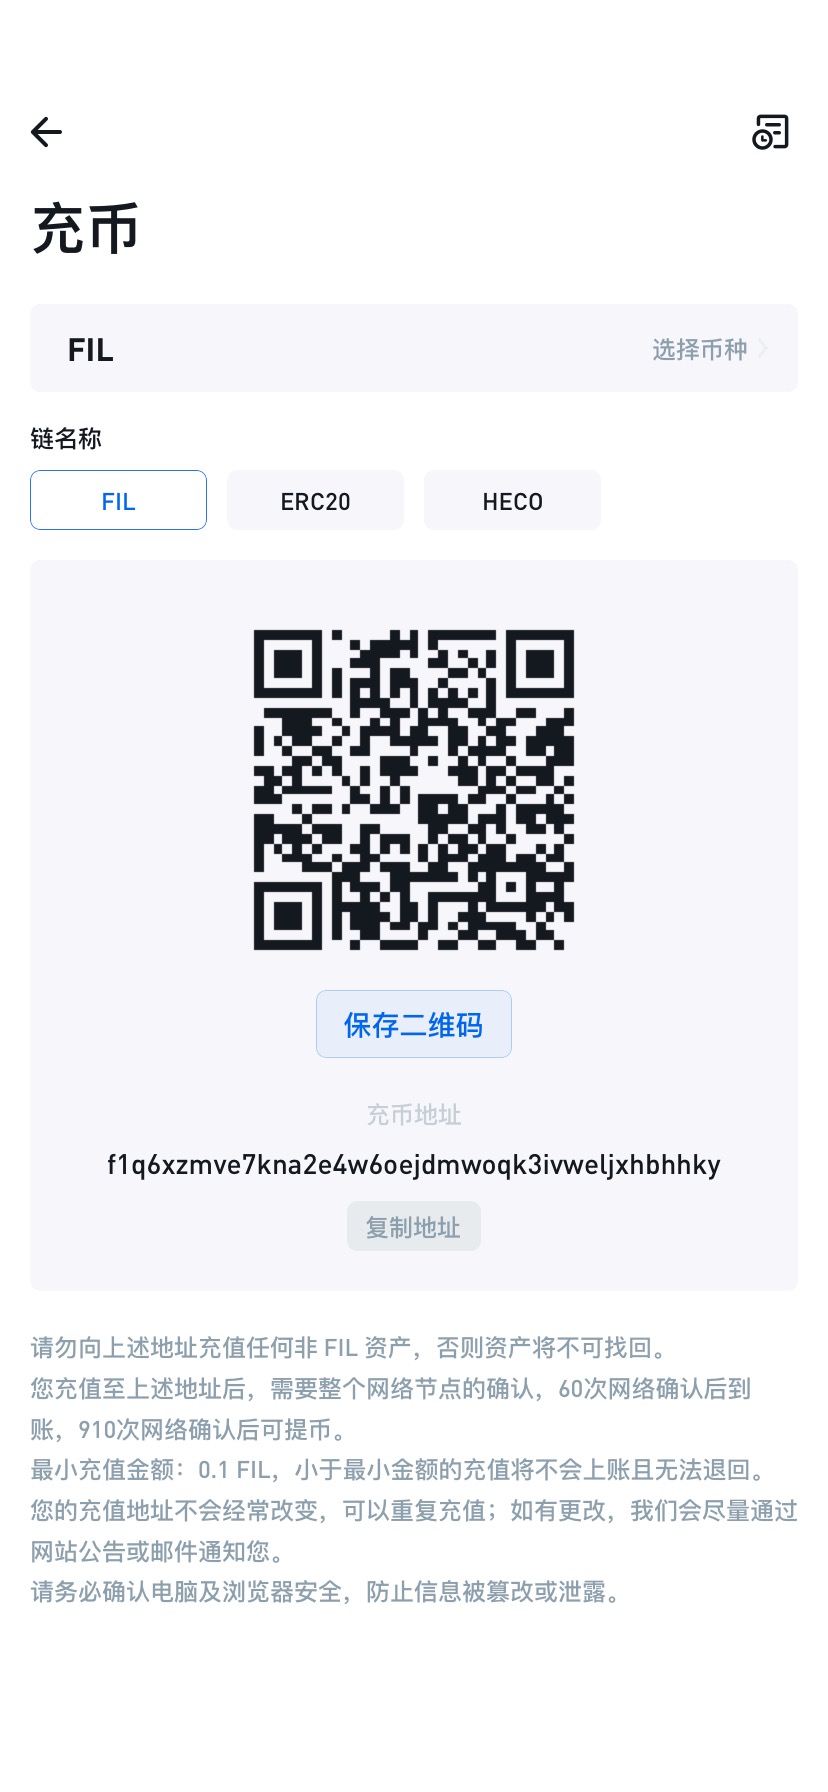 充币
FIL
选择币种
链名称
FIL
ERC20
HECO
保存二维码
充币地址
f1q6xzmve7kna2e4w6oejdmwoqk3ivweljxhbhhky
复制地址
请勿向上述地址充值任何非 FIL 资产，否则资产将不可找回。
您充值至上述地址后，需要整个网络节点的确认，60次网络确认后到
账，910次网络确认后可提币。
最小充值金额：0.1 FIL，小于最小金额的充值将不会上账且无法退回。
您的充值地址不会经常改变，可以重复充值；如有更改，我们会尽量通过
网站公告或邮件通知您。
请务必确认电脑及浏览器安全，防止信息被篡改或泄露。